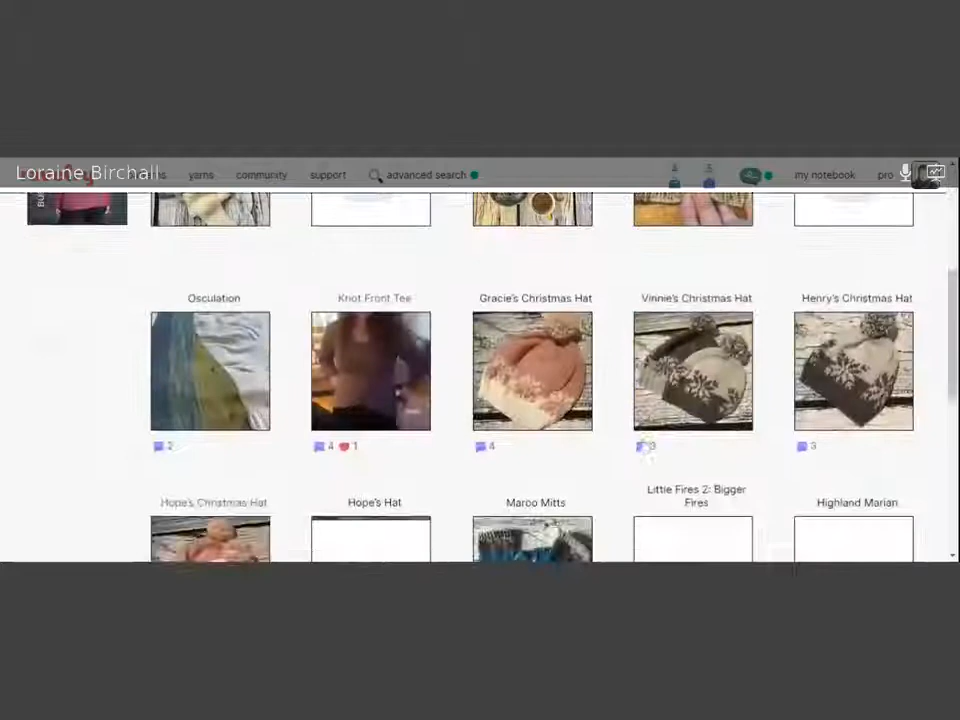 Loraine Birchall
yarns community support advanced search my notebook pro
Osculation Knot Front Tee Gracie's Christmas Hat Vinnie's Christmas Hat Henry's Christmas Hat
2 4 1 4 3 3
Hope's Christmas Hat Hope's Hat Maroo Mitts Little Fires 2: Bigger Fires Highland Marian